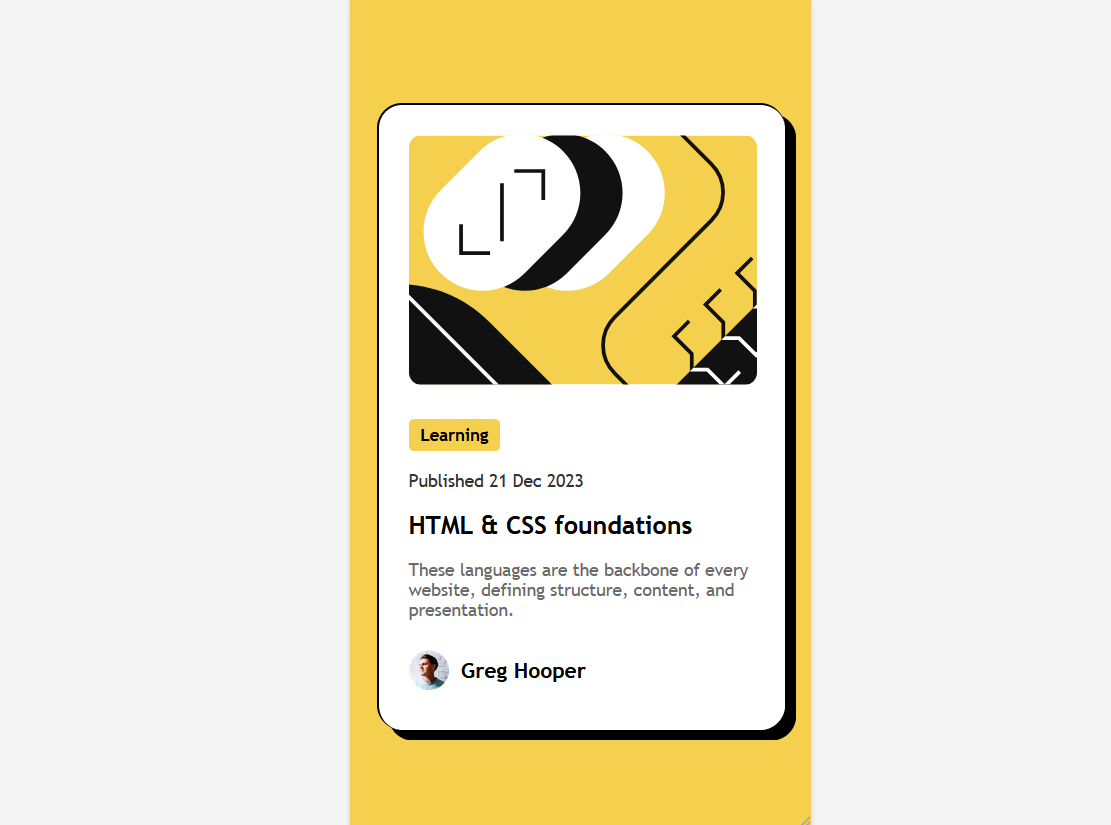 Learning
Published 21 Dec 2023
HTML & CSS foundations
These languages are the backbone of every
website, defining structure, content, and
presentation.
Greg Hooper